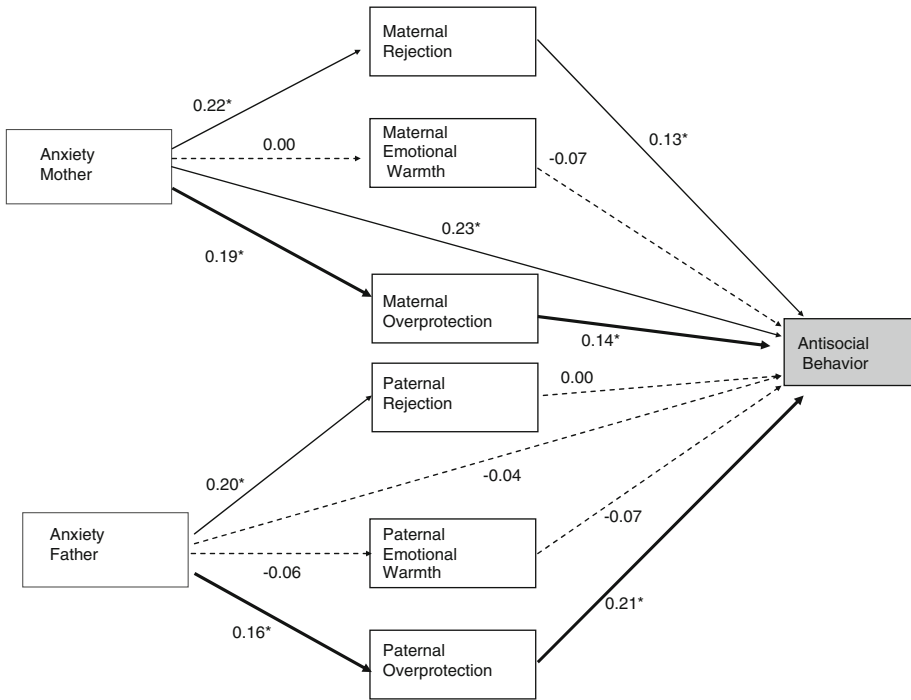 Maternal
Rejection
0.22*
Maternal
Emotional
Warmth
0.13*
Anxiety
Mother
0.00
-0.07
0.23*
0.19*
Maternal
Overprotection
0.14*
Antisocial
Behavior
Paternal
Rejection
0.00
0.20*
-0.04
Anxiety
Father
-0.06
Paternal
Emotional
Warmth
-0.07
0.16*
0.21*
Paternal
Overprotection